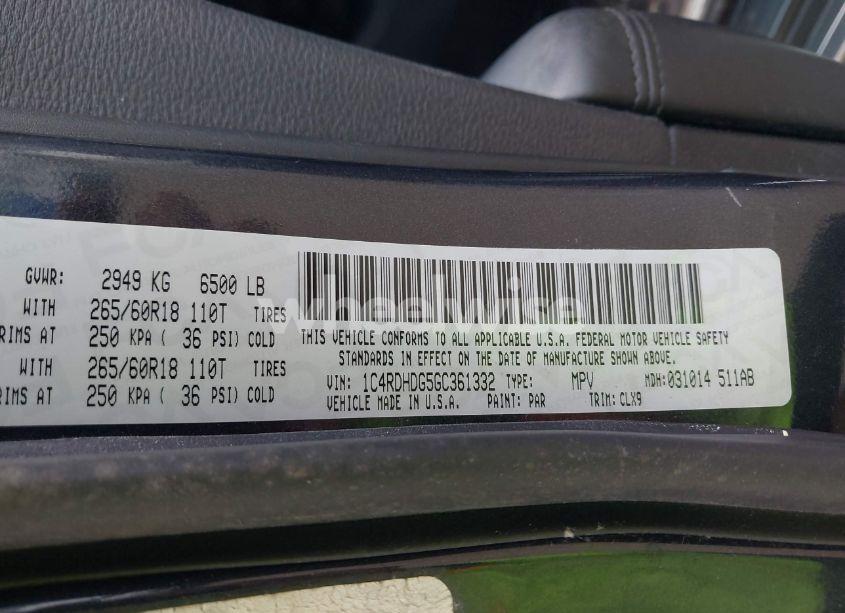 GVWR: 2949 KG 6500 LB
WITH 265/60R18 110T TIRES
RIMS AT 250 KPA ( 36 PSI) COLD
WITH 265/60R18 110T TIRES
RIMS AT 250 KPA ( 36 PSI) COLD
wheelwise
THIS VEHICLE CONFORMS TO ALL APPLICABLE U.S.A. FEDERAL MOTOR VEHICLE SAFETY
STANDARDS IN EFFECT ON THE DATE OF MANUFACTURE SHOWN ABOVE.
VIN: 1C4RDHDG5GC361332 TYPE: MPV MDH: 031014 511AB
VEHICLE MADE IN U.S.A. PAINT: PAR TRIM: CLX9